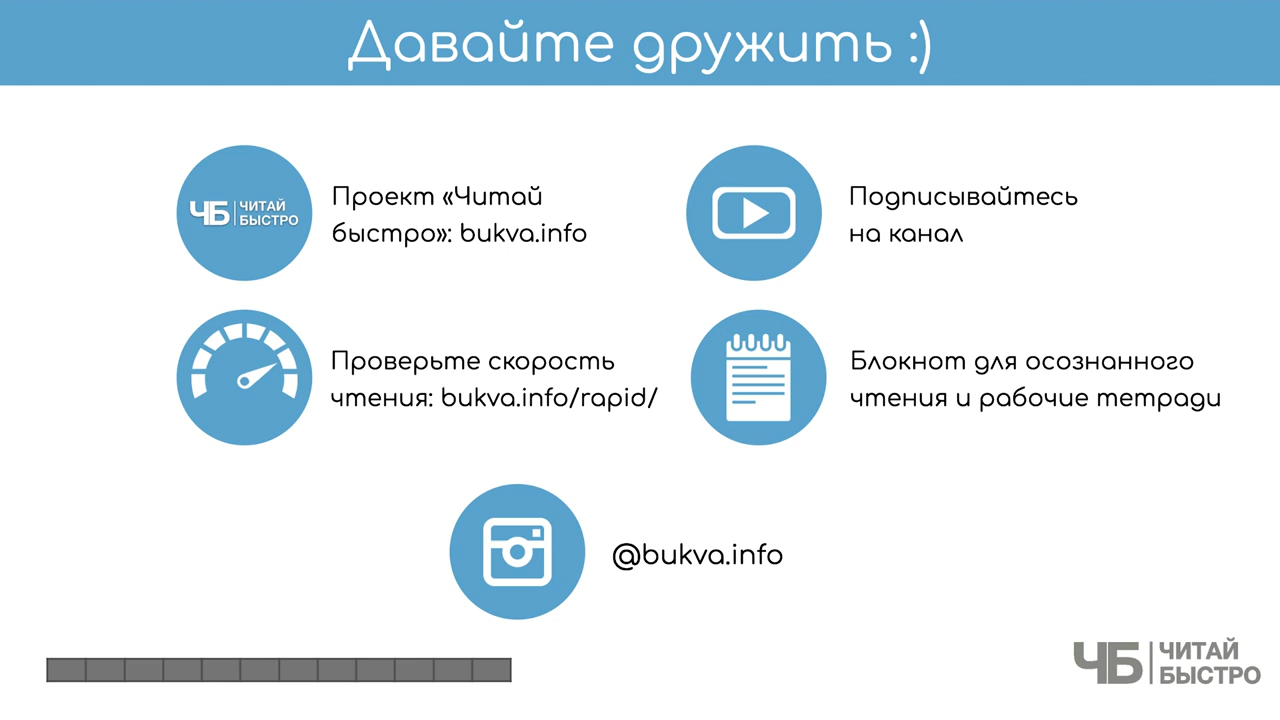 Давайте дружить :)
ЧБ ЧИТАЙ
БЫСТРО
Проект «Читай
быстро»: bukva.info
Подписывайтесь
на канал
Проверьте скорость
чтения: bukva.info/rapid/
Блокнот для осознанного
чтения и рабочие тетради
@bukva.info
ЧБ ЧИТАЙ
БЫСТРО